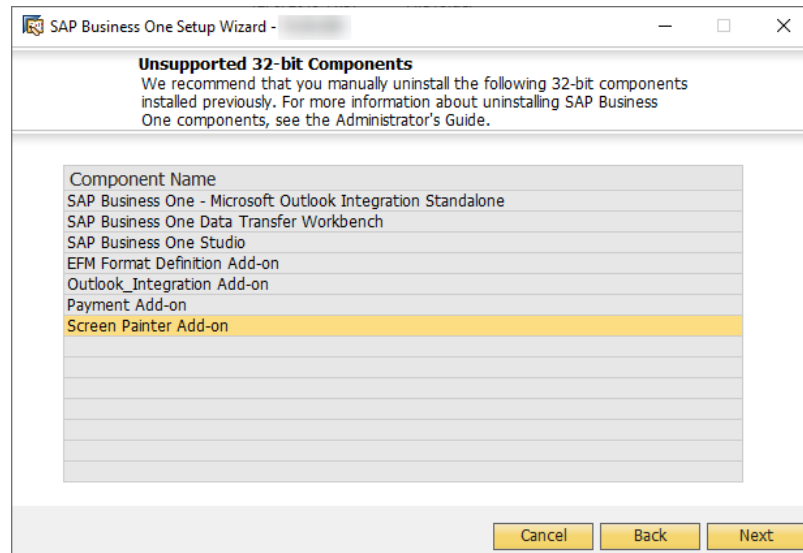 SAP Business One Setup Wizard -
Unsupported 32-bit Components
We recommend that you manually uninstall the following 32-bit components
installed previously. For more information about uninstalling SAP Business
One components, see the Administrator's Guide.
Component Name
SAP Business One - Microsoft Outlook Integration Standalone
SAP Business One Data Transfer Workbench
SAP Business One Studio
EFM Format Definition Add-on
Outlook_Integration Add-on
Payment Add-on
Screen Painter Add-on
Cancel
Back
Next